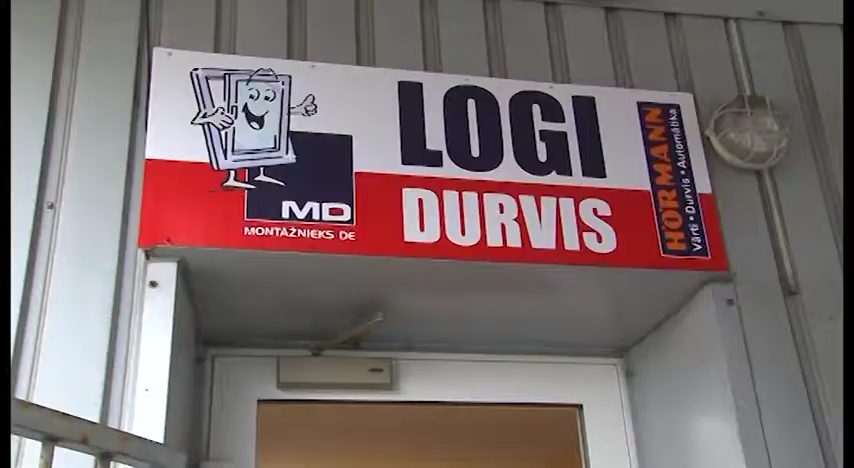 LOGI
DURVIS
MD
MONTĀŽNIEKS DE
HÖRMANN
Vārti • Durvis • Automātika